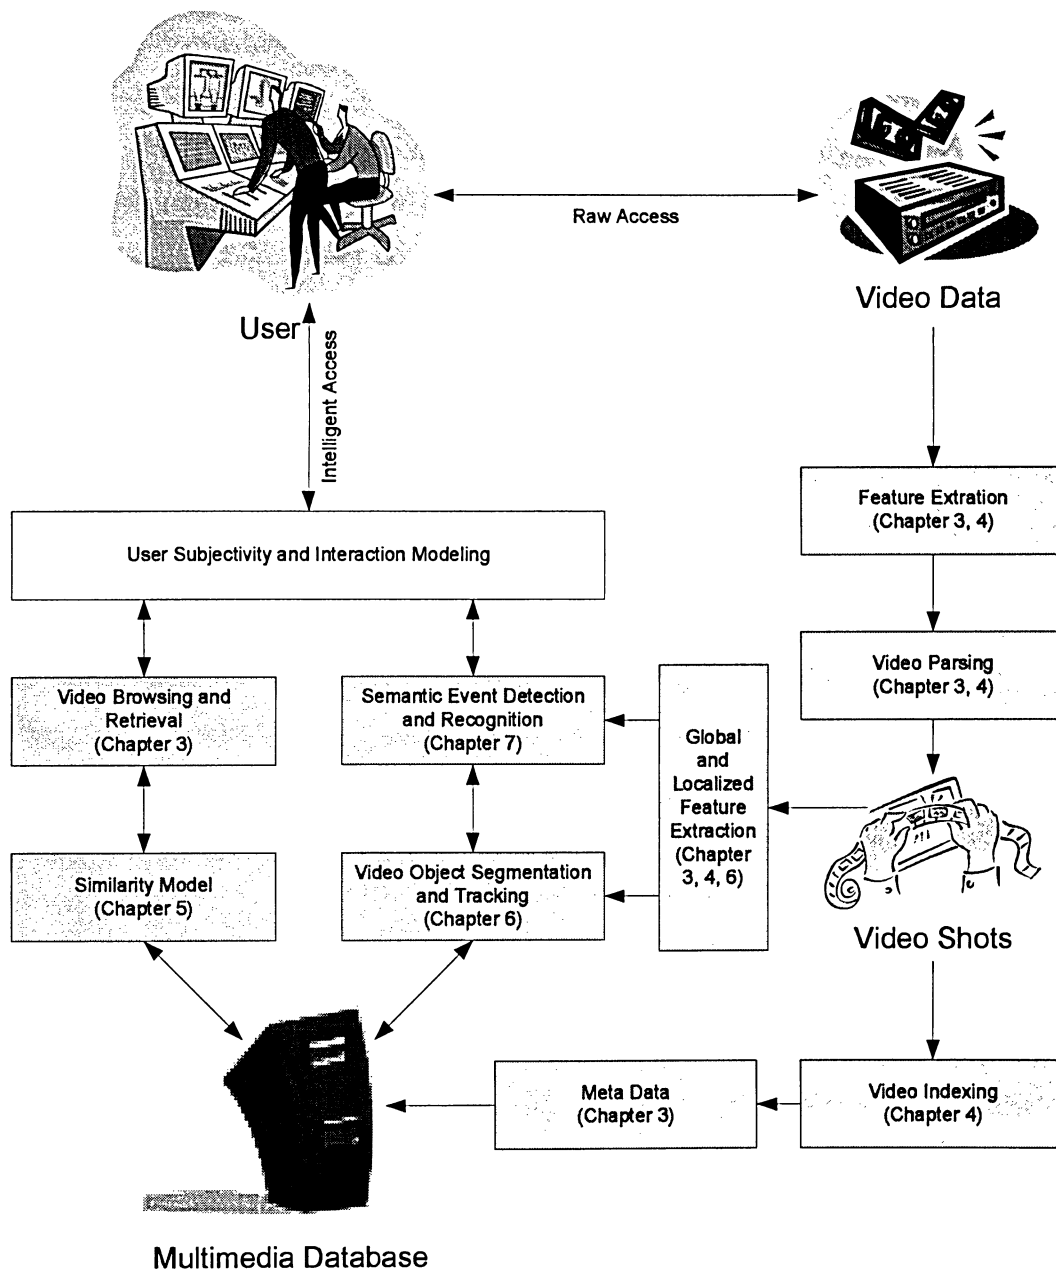 Raw Access
User
Video Data
Intelligent Access
Feature Extration
(Chapter 3, 4)
User Subjectivity and Interaction Modeling
Video Parsing
(Chapter 3, 4)
Video Browsing and
Retrieval
(Chapter 3)
Semantic Event Detection
and Recognition
(Chapter 7)
Global
and
Localized
Feature
Extraction
(Chapter
3, 4, 6)
Similarity Model
(Chapter 5)
Video Object Segmentation
and Tracking
(Chapter 6)
Video Shots
Meta Data
(Chapter 3)
Video Indexing
(Chapter 4)
Multimedia Database